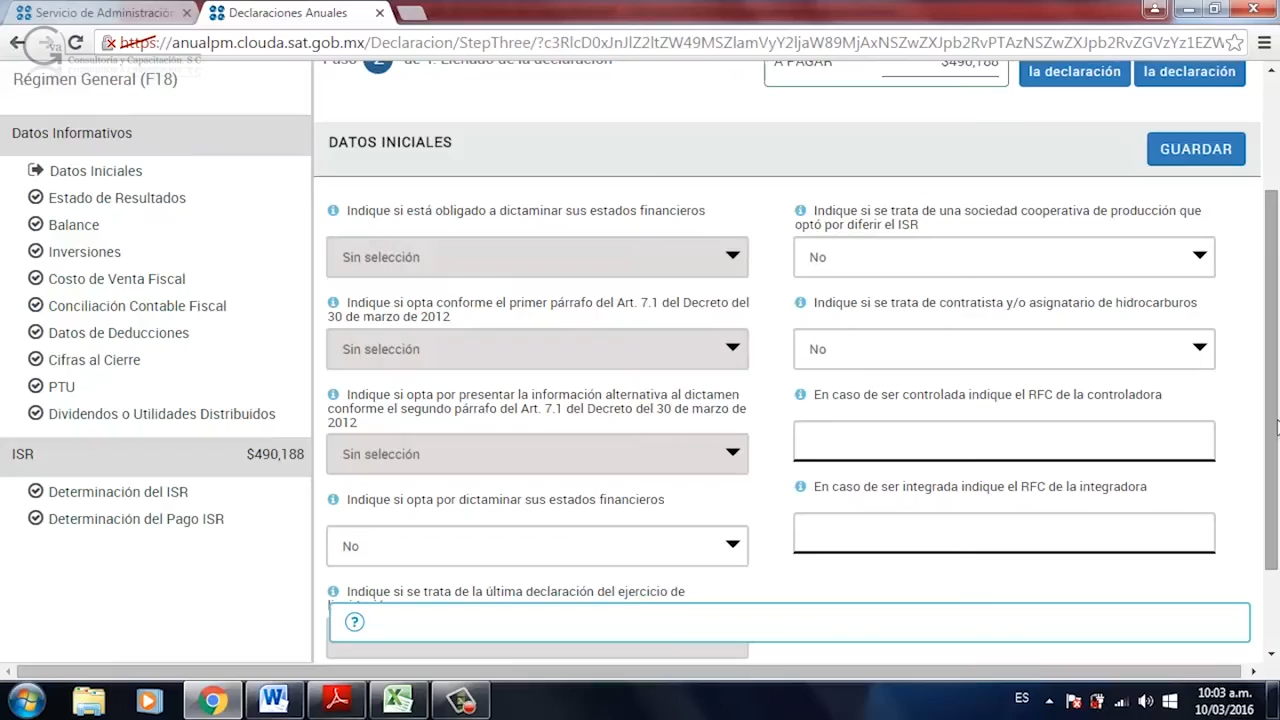 Servicio de Administració
Declaraciones Anuales
https://anualpm.clouda.sat.gob.mx/Declaracion/StepThree/?
Consultoría y Capacitación, S C
Régimen General (F18)
Paso 2 de 1. Llenado de la declaración
A PAGAR $490,188
la declaración
la declaración
Datos Informativos
Datos Iniciales
Estado de Resultados
Balance
Inversiones
Costo de Venta Fiscal
Conciliación Contable Fiscal
Datos de Deducciones
Cifras al Cierre
PTU
Dividendos o Utilidades Distribuidos
ISR $490,188
Determinación del ISR
Determinación del Pago ISR
DATOS INICIALES
GUARDAR
Indique si está obligado a dictaminar sus estados financieros
Sin selección
Indique si opta conforme el primer párrafo del Art. 7.1 del Decreto del
30 de marzo de 2012
Sin selección
Indique si opta por presentar la información alternativa al dictamen
conforme el segundo párrafo del Art. 7.1 del Decreto del 30 de marzo de
2012
Sin selección
Indique si opta por dictaminar sus estados financieros
No
Indique si se trata de la última declaración del ejercicio de
Indique si se trata de una sociedad cooperativa de producción que
optó por diferir el ISR
No
Indique si se trata de contratista y/o asignatario de hidrocarburos
No
En caso de ser controlada indique el RFC de la controladora
En caso de ser integrada indique el RFC de la integradora
?
ES
10:03 a.m.
10/03/2016